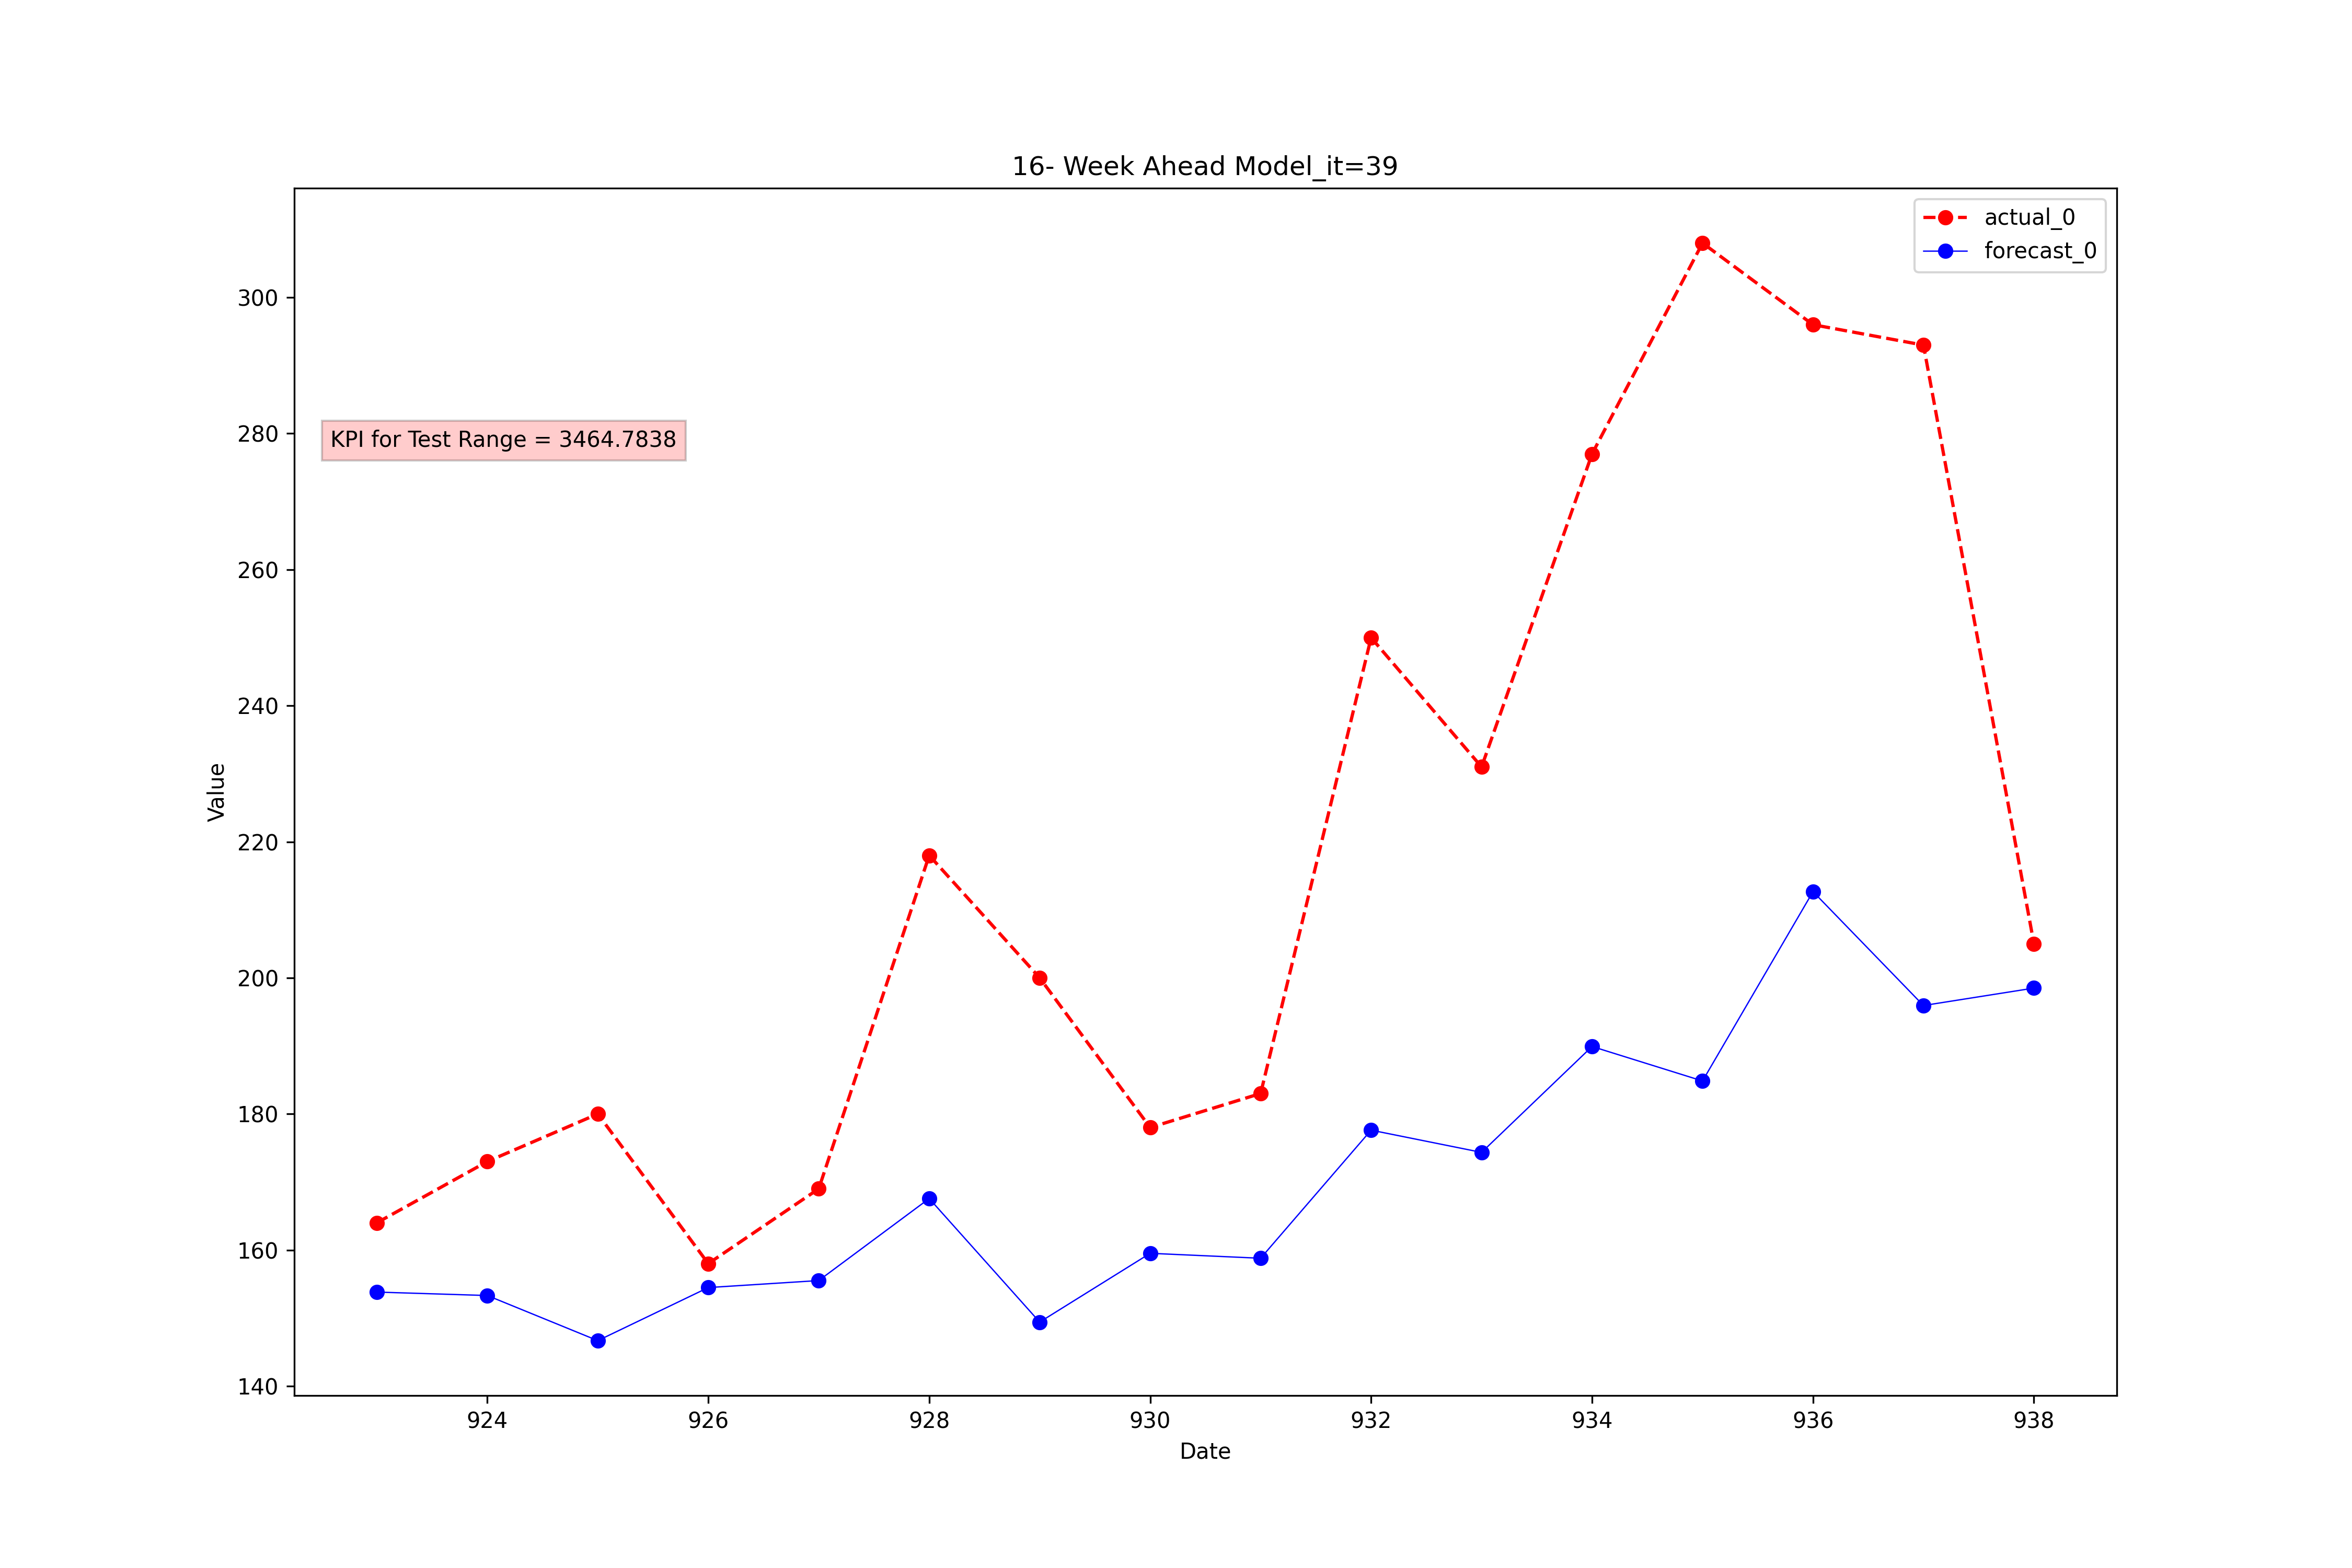 16- Week Ahead Model_it=39
actual_0
forecast_0
KPI for Test Range = 3464.7838
300
280
260
240
220
200
180
160
140
Value
924 926 928 930 932 934 936 938
Date